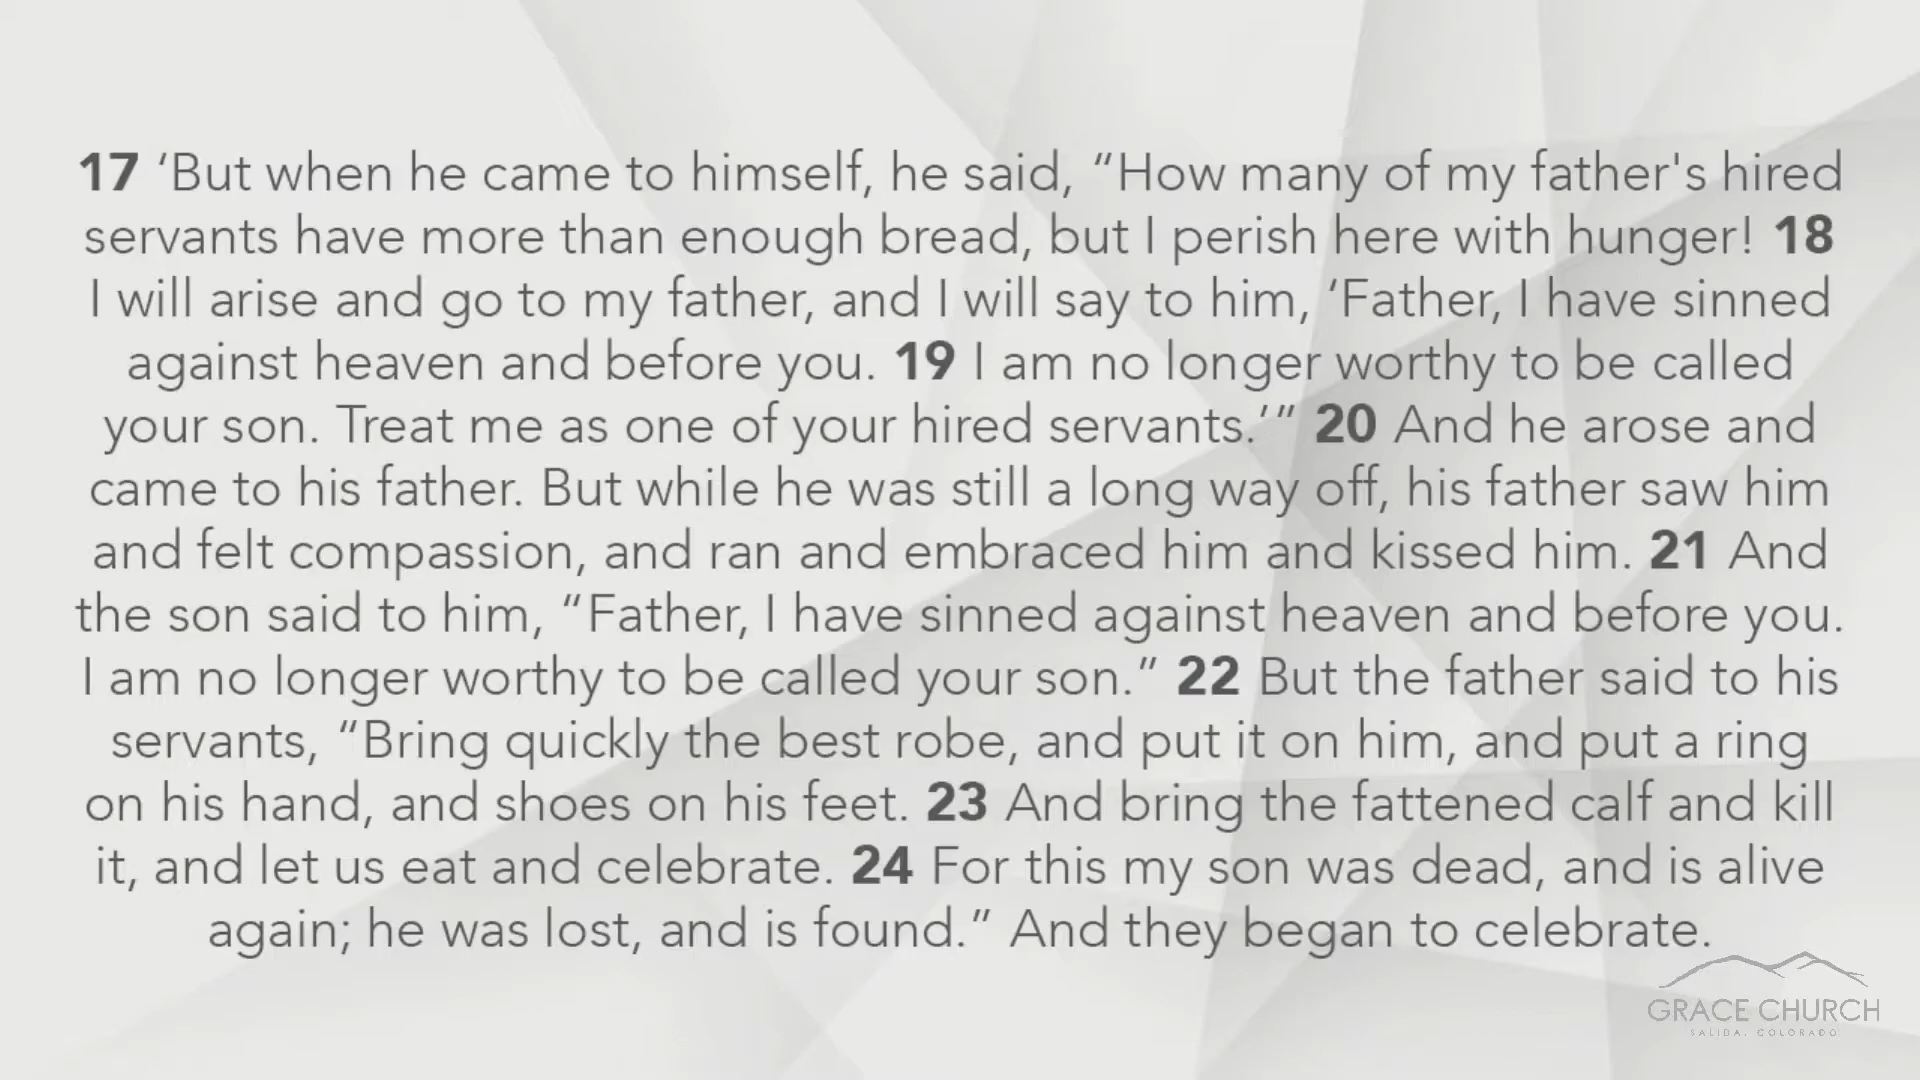 17 ‘But when he came to himself, he said, “How many of my father's hired
servants have more than enough bread, but I perish here with hunger! 18
I will arise and go to my father, and I will say to him, ‘Father, I have sinned
against heaven and before you. 19 I am no longer worthy to be called
your son. Treat me as one of your hired servants.’” 20 And he arose and
came to his father. But while he was still a long way off, his father saw him
and felt compassion, and ran and embraced him and kissed him. 21 And
the son said to him, “Father, I have sinned against heaven and before you.
I am no longer worthy to be called your son.” 22 But the father said to his
servants, “Bring quickly the best robe, and put it on him, and put a ring
on his hand, and shoes on his feet. 23 And bring the fattened calf and kill
it, and let us eat and celebrate. 24 For this my son was dead, and is alive
again; he was lost, and is found.” And they began to celebrate.
GRACE CHURCH
SALIDA, COLORADO